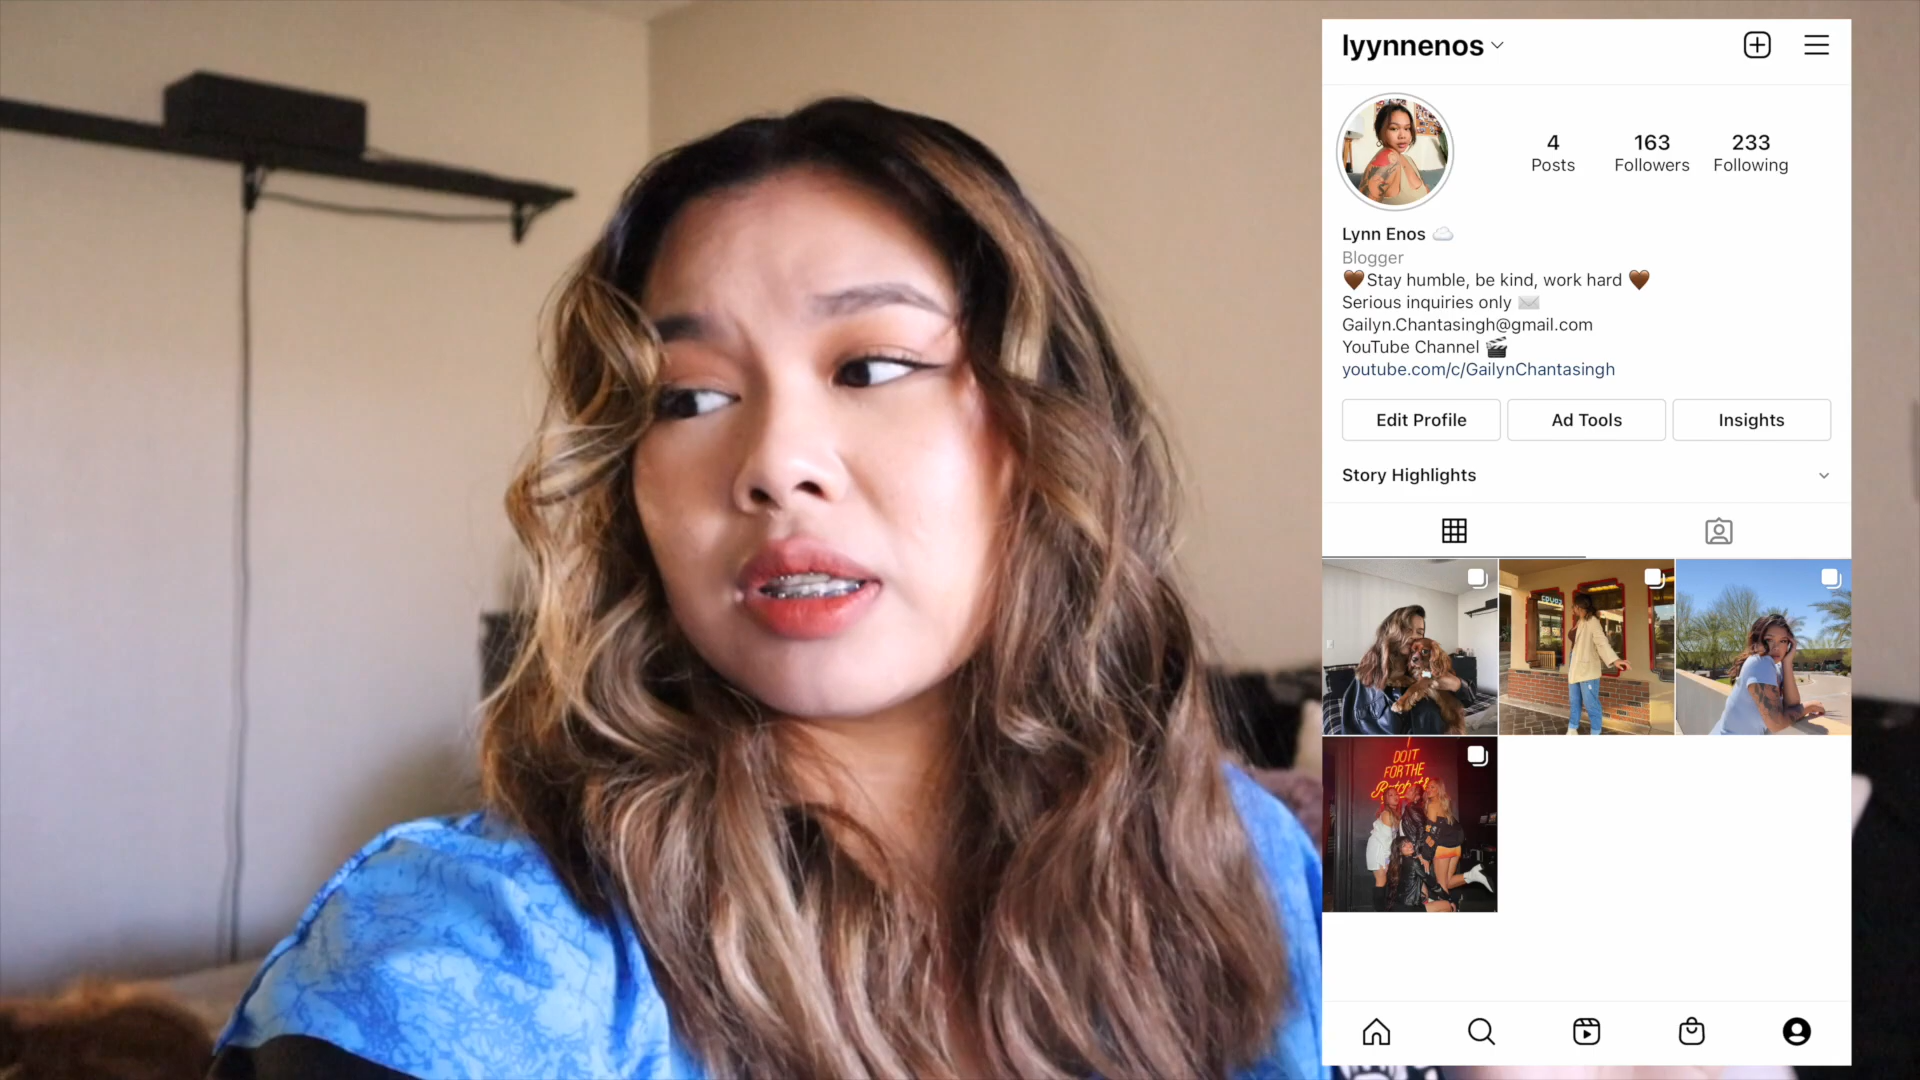 lyynnenos
4 163 233
Posts Followers Following
Lynn Enos
Blogger
Stay humble, be kind, work hard
Serious inquiries only
Gailyn.Chantasingh@gmail.com
YouTube Channel
youtube.com/c/GailynChantasingh
Edit Profile Ad Tools Insights
Story Highlights
I
DO IT
FOR THE